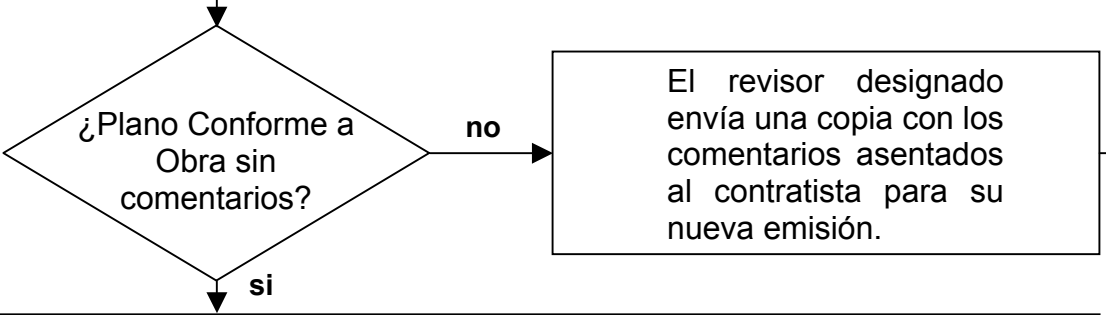 ¿Plano Conforme a
Obra sin
comentarios?
no
El revisor designado
envía una copia con los
comentarios asentados
al contratista para su
nueva emisión.
si